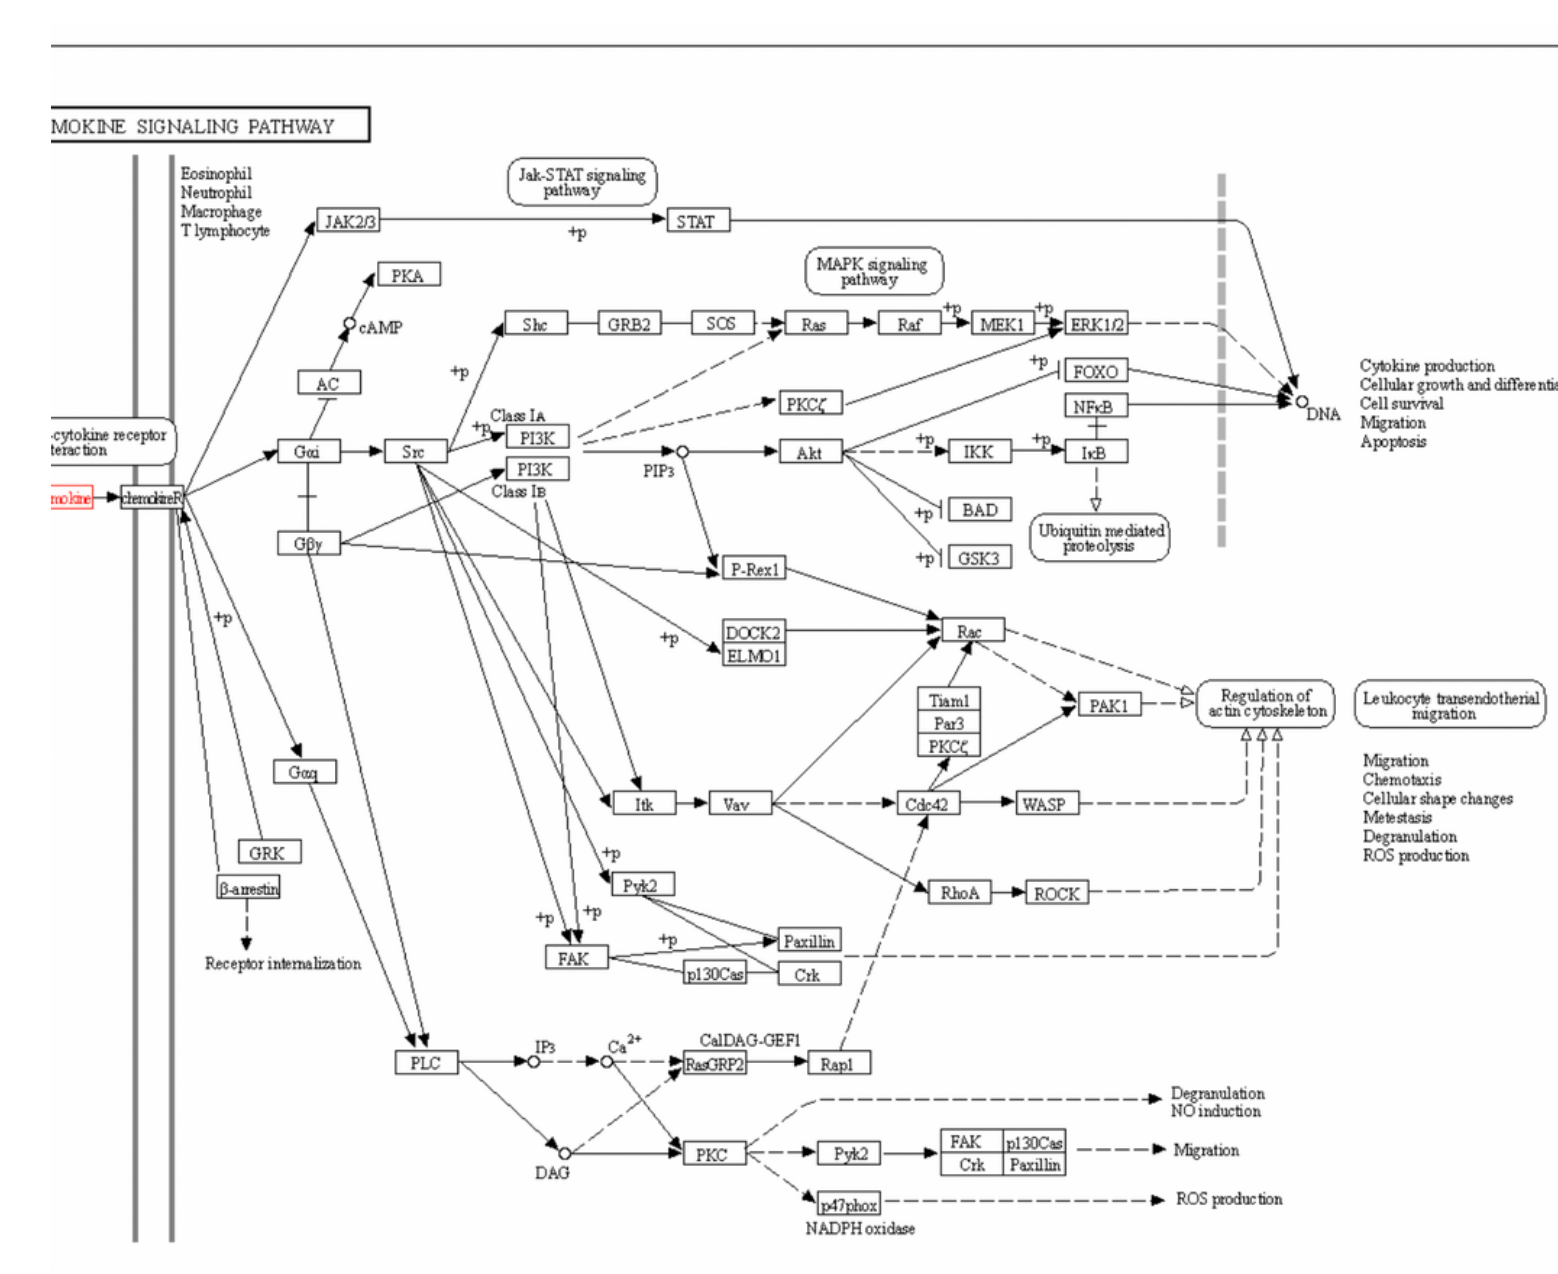 MOKINE SIGNALING PATHWAY
Eosinophil
Neutrophil
Macrophage
T lymphocyte
Jak-STAT signaling
pathway
JAK2/3
+p
STAT
MAPK signaling
pathway
PKA
cAMP
AC
Shc
GRB2
SOS
Ras
Raf
+p
MEK1
+p
ERK1/2
+p
+p
FOXO
PKCζ
NFκB
DNA
Cytokine production
Cellular growth and differentia
Cell survival
Migration
Apoptosis
-cytokine receptor
teraction
Gαi
Src
+p
Class IA
PI3K
PI3K
Class IB
PIP3
Akt
+p
IKK
+p
IκB
mokine
chemokineR
+p
BAD
+p
GSK3
Ubiquitin mediated
proteolysis
Gβγ
P-Rex1
+p
+p
DOCK2
ELMO1
Rac
Tiam1
Par3
PKCζ
PAK1
Regulation of
actin cytoskeleton
Leukocyte transendotherial
migration
Migration
Chemotaxis
Cellular shape changes
Metestasis
Degranulation
ROS production
Gαq
Itk
Vav
Cdc42
WASP
GRK
β-arrestin
Receptor internalization
+p
Pyk2
RhoA
ROCK
+p
+p
+p
FAK
Paxillin
p130Cas
Crk
PLC
IP3
Ca2+
CalDAG-GEF1
RasGRP2
Rap1
DAG
PKC
Degranulation
NO induction
Pyk2
FAK
p130Cas
Crk
Paxillin
Migration
p47phox
NADPH oxidase
ROS production